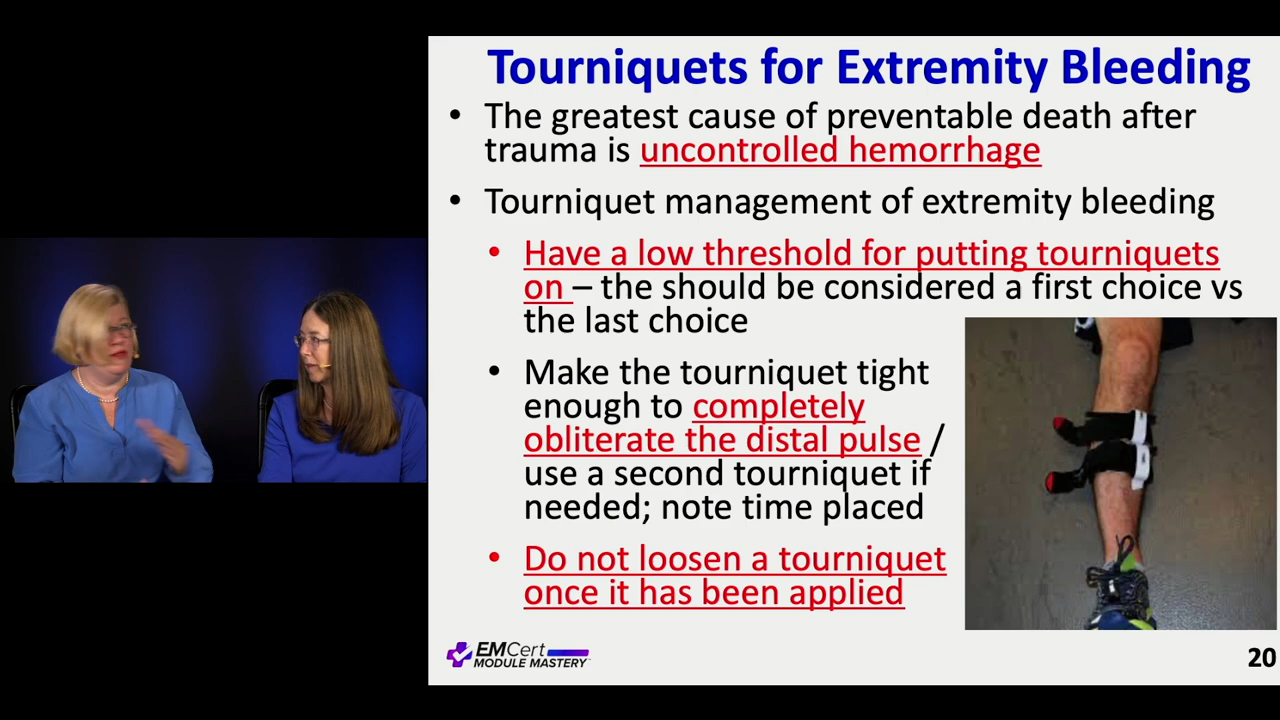 Tourniquets for Extremity Bleeding
• The greatest cause of preventable death after
trauma is uncontrolled hemorrhage
• Tourniquet management of extremity bleeding
• Have a low threshold for putting tourniquets
on – the should be considered a first choice vs
the last choice
• Make the tourniquet tight
enough to completely
obliterate the distal pulse /
use a second tourniquet if
needed; note time placed
• Do not loosen a tourniquet
once it has been applied
EMCert
MODULE MASTERY
20